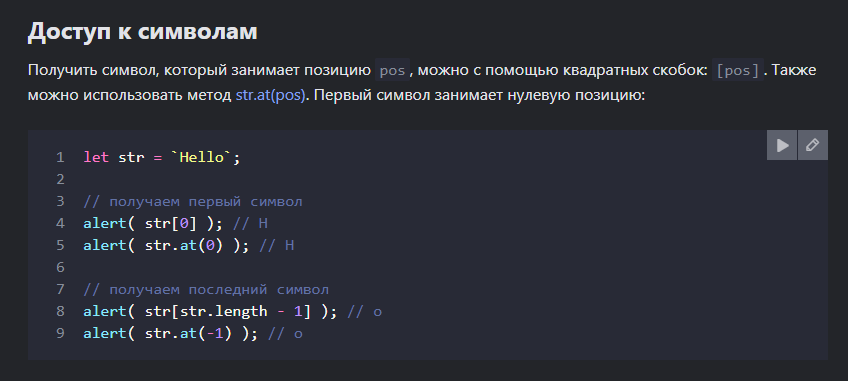 Доступ к символам
Получить символ, который занимает позицию pos, можно с помощью квадратных скобок: [pos]. Также
можно использовать метод str.at(pos). Первый символ занимает нулевую позицию:
1 let str = `Hello`;
2
3 // получаем первый символ
4 alert( str[0] ); // H
5 alert( str.at(0) ); // H
6
7 // получаем последний символ
8 alert( str[str.length - 1] ); // o
9 alert( str.at(-1) ); // o